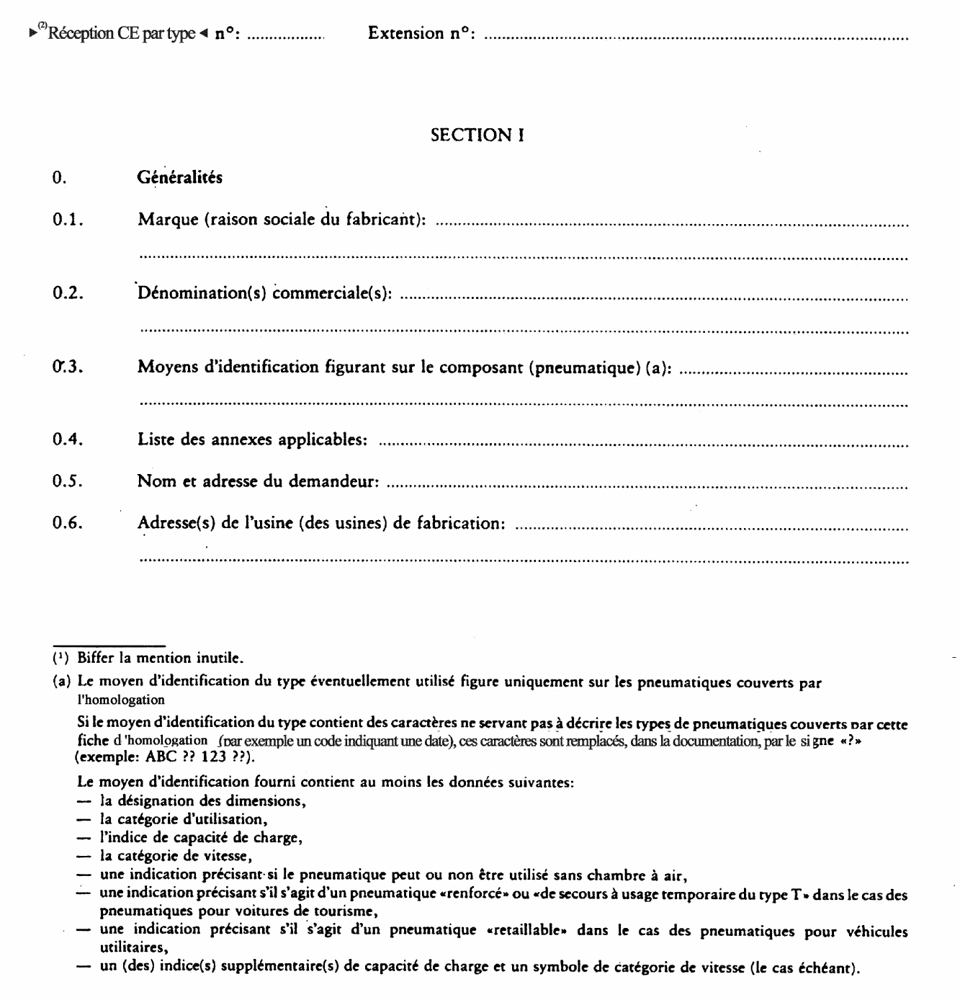 ►(2) Réception CE par type ◄ n°: .................. Extension n°: ..................................................................................................
SECTION I
0. Généralités
0.1. Marque (raison sociale du fabricant): ..............................................................................................................
..................................................................................................................................................................................
0.2. Dénomination(s) commerciale(s): ......................................................................................................................
..................................................................................................................................................................................
0.3. Moyens d'identification figurant sur le composant (pneumatique) (a): .....................................................
..................................................................................................................................................................................
0.4. Liste des annexes applicables: ...........................................................................................................................
0.5. Nom et adresse du demandeur: .........................................................................................................................
0.6. Adresse(s) de l'usine (des usines) de fabrication: ...........................................................................................
..................................................................................................................................................................................
(¹) Biffer la mention inutile.
(a) Le moyen d'identification du type éventuellement utilisé figure uniquement sur les pneumatiques couverts par
l'homologation
Si le moyen d'identification du type contient des caractères ne servant pas à décrire les types de pneumatiques couverts par cette
fiche d'homologation (par exemple un code indiquant une date), ces caractères sont remplacés, dans la documentation, par le signe «?»
(exemple: ABC ?? 123 ??).
Le moyen d'identification fourni contient au moins les données suivantes:
— la désignation des dimensions,
— la catégorie d'utilisation,
— l'indice de capacité de charge,
— la catégorie de vitesse,
— une indication précisant si le pneumatique peut ou non être utilisé sans chambre à air,
— une indication précisant s'il s'agit d'un pneumatique «renforcé» ou «de secours à usage temporaire du type T» dans le cas des
pneumatiques pour voitures de tourisme,
— une indication précisant s'il s'agit d'un pneumatique «retaillable» dans le cas des pneumatiques pour véhicules
utilitaires,
— un (des) indice(s) supplémentaire(s) de capacité de charge et un symbole de catégorie de vitesse (le cas échéant).